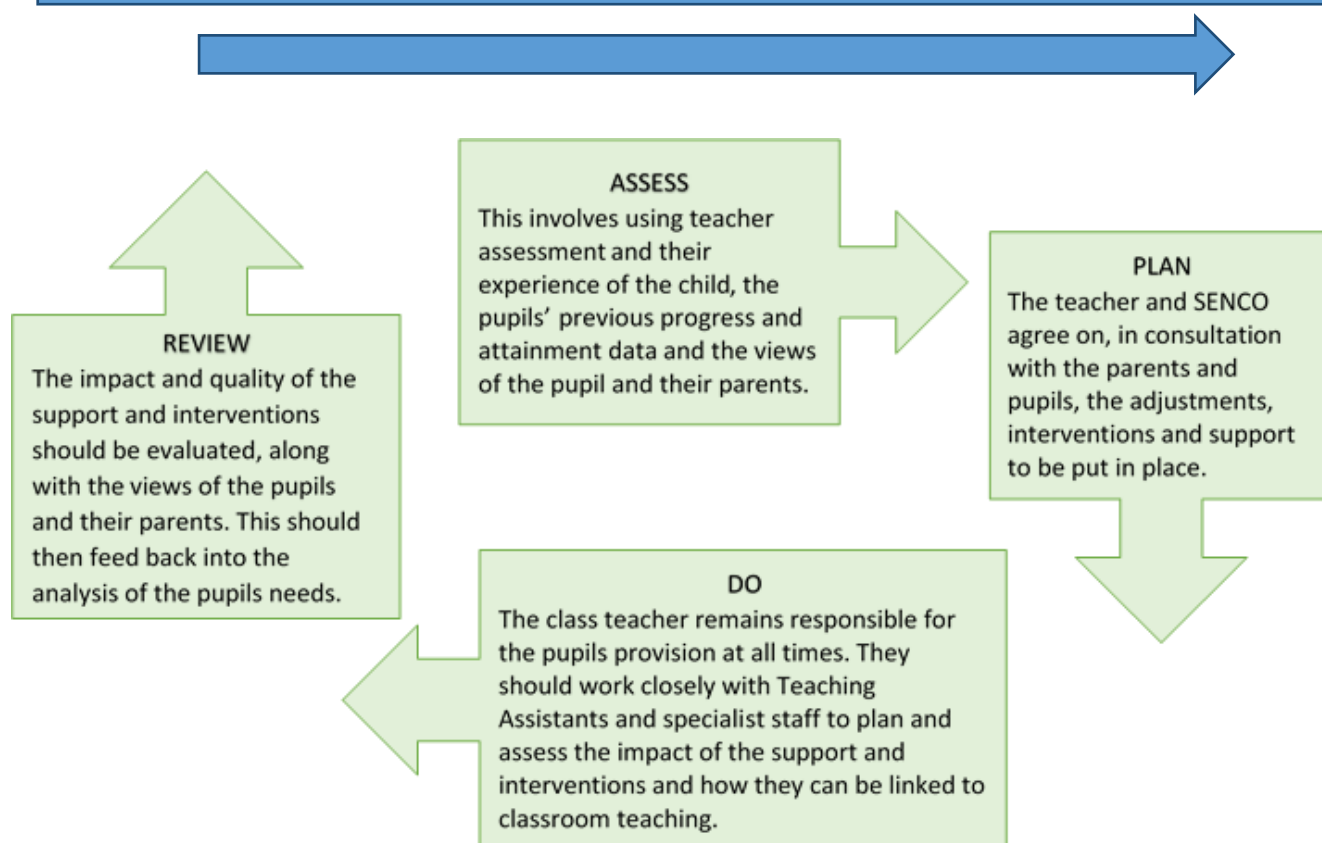 ASSESS
This involves using teacher
assessment and their
experience of the child, the
pupils’ previous progress and
attainment data and the views
of the pupil and their parents.
PLAN
The teacher and SENCO
agree on, in consultation
with the parents and
pupils, the adjustments,
interventions and support
to be put in place.
DO
The class teacher remains responsible for
the pupils provision at all times. They
should work closely with Teaching
Assistants and specialist staff to plan and
assess the impact of the support and
interventions and how they can be linked to
classroom teaching.
REVIEW
The impact and quality of the
support and interventions
should be evaluated, along
with the views of the pupils
and their parents. This should
then feed back into the
analysis of the pupils needs.